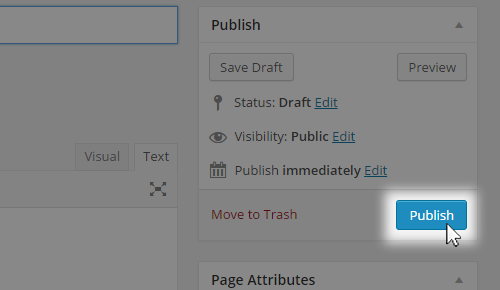 Publish
Save Draft Preview
Status: Draft Edit
Visibility: Public Edit
Visual Text
Publish immediately Edit
Move to Trash Publish
Page Attributes